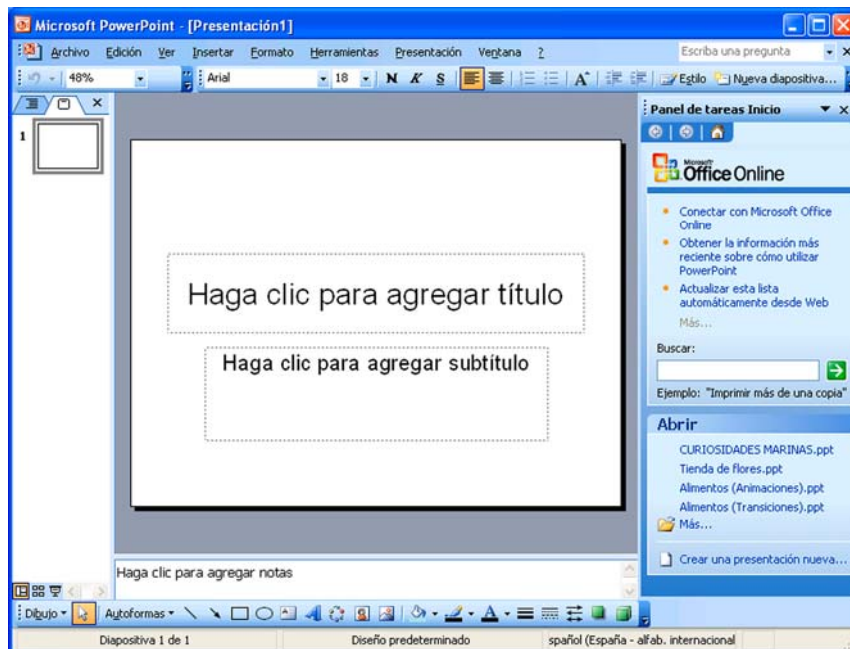 Microsoft PowerPoint - [Presentación1]
Archivo Edición Ver Insertar Formato Herramientas Presentación Ventana ? Escriba una pregunta
48% Arial 18 N K S A Estilo Nueva diapositiva...
1
Haga clic para agregar título
Haga clic para agregar subtítulo
Haga clic para agregar notas
Panel de tareas Inicio
Microsoft
Office Online
Conectar con Microsoft Office
Online
Obtener la información más
reciente sobre cómo utilizar
PowerPoint
Actualizar esta lista
automáticamente desde Web
Más...
Buscar:
Ejemplo: "Imprimir más de una copia"
Abrir
CURIOSIDADES MARINAS.ppt
Tienda de flores.ppt
Alimentos (Animaciones).ppt
Alimentos (Transiciones).ppt
Más...
Crear una presentación nueva...
Dibujo Autoformas A A
Diapositiva 1 de 1 Diseño predeterminado spañol (España - alfab. internacional